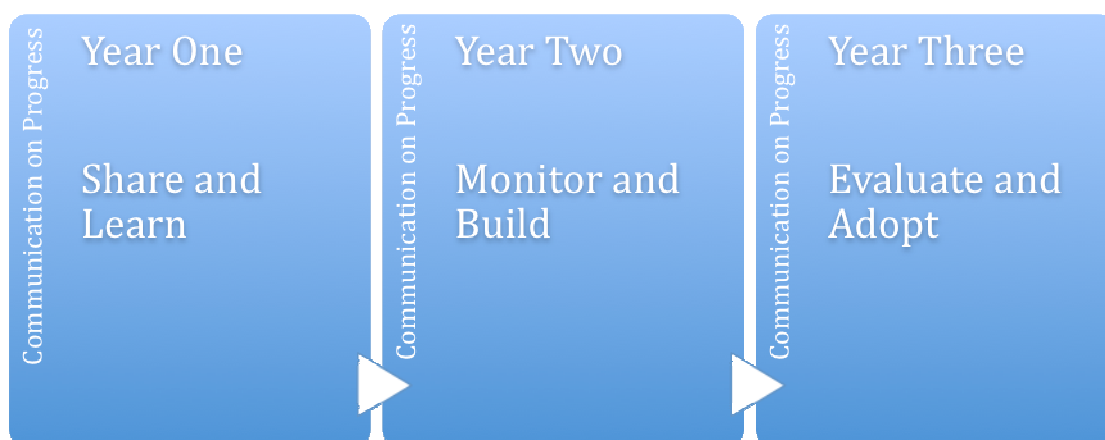 Communication on Progress
Year One
Share and
Learn
Communication on Progress
Year Two
Monitor and
Build
Communication on Progress
Year Three
Evaluate and
Adopt